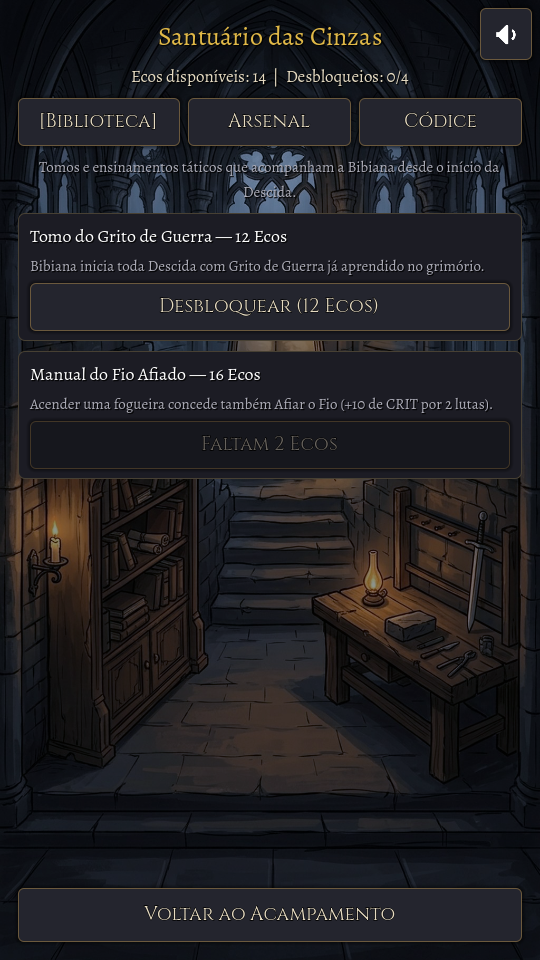 Santuário das Cinzas
Ecos disponíveis: 14 | Desbloqueios: 0/4
[Biblioteca]
Arsenal
Códice
Tomos e ensinamentos táticos que acompanham a Bibiana desde o início da
Descida.
Tomo do Grito de Guerra — 12 Ecos
Bibiana inicia toda Descida com Grito de Guerra já aprendido no grimório.
Desbloquear (12 Ecos)
Manual do Fio Afiado — 16 Ecos
Acender uma fogueira concede também Afiar o Fio (+10 de CRIT por 2 lutas).
Faltam 2 Ecos
Voltar ao Acampamento